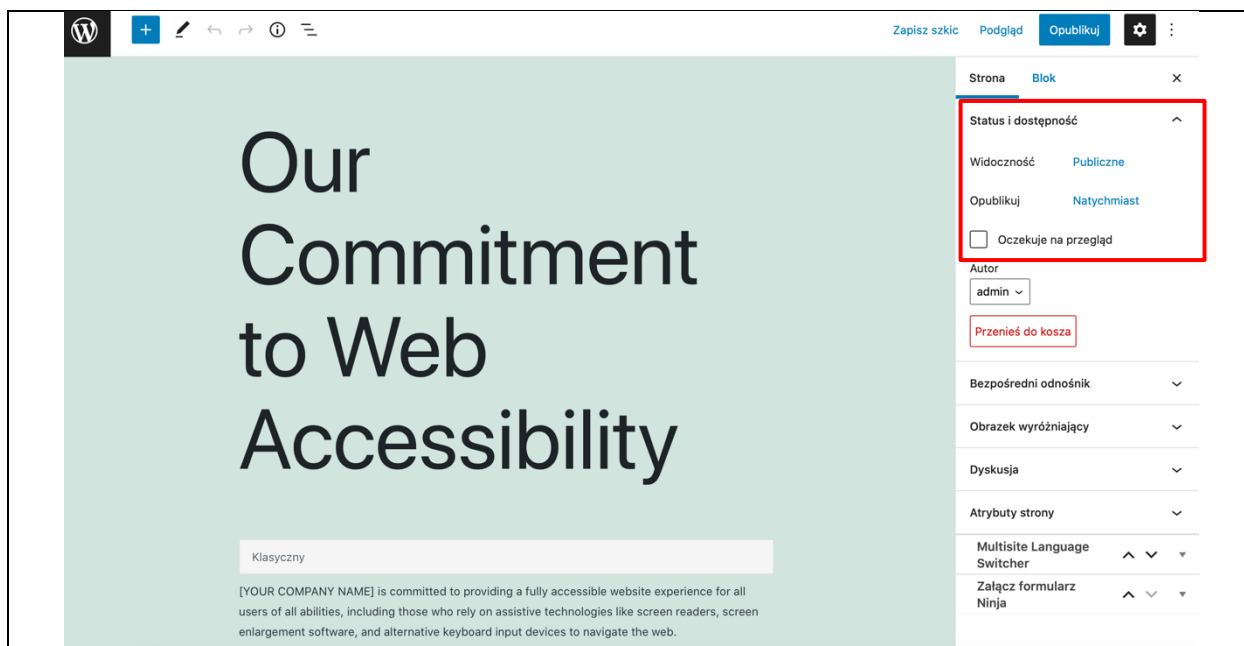 Zapisz szkic Podgląd Opublikuj
Strona Blok
Status i dostępność
Widoczność Publiczne
Opublikuj Natychmiast
Oczekuje na przegląd
Autor
admin
Przenieś do kosza
Bezpośredni odnośnik
Obrazek wyróżniający
Dyskusja
Atrybuty strony
Multisite Language
Switcher
Załącz formularz
Ninja
Our
Commitment
to Web
Accessibility
Klasyczny
[YOUR COMPANY NAME] is committed to providing a fully accessible website experience for all
users of all abilities, including those who rely on assistive technologies like screen readers, screen
enlargement software, and alternative keyboard input devices to navigate the web.